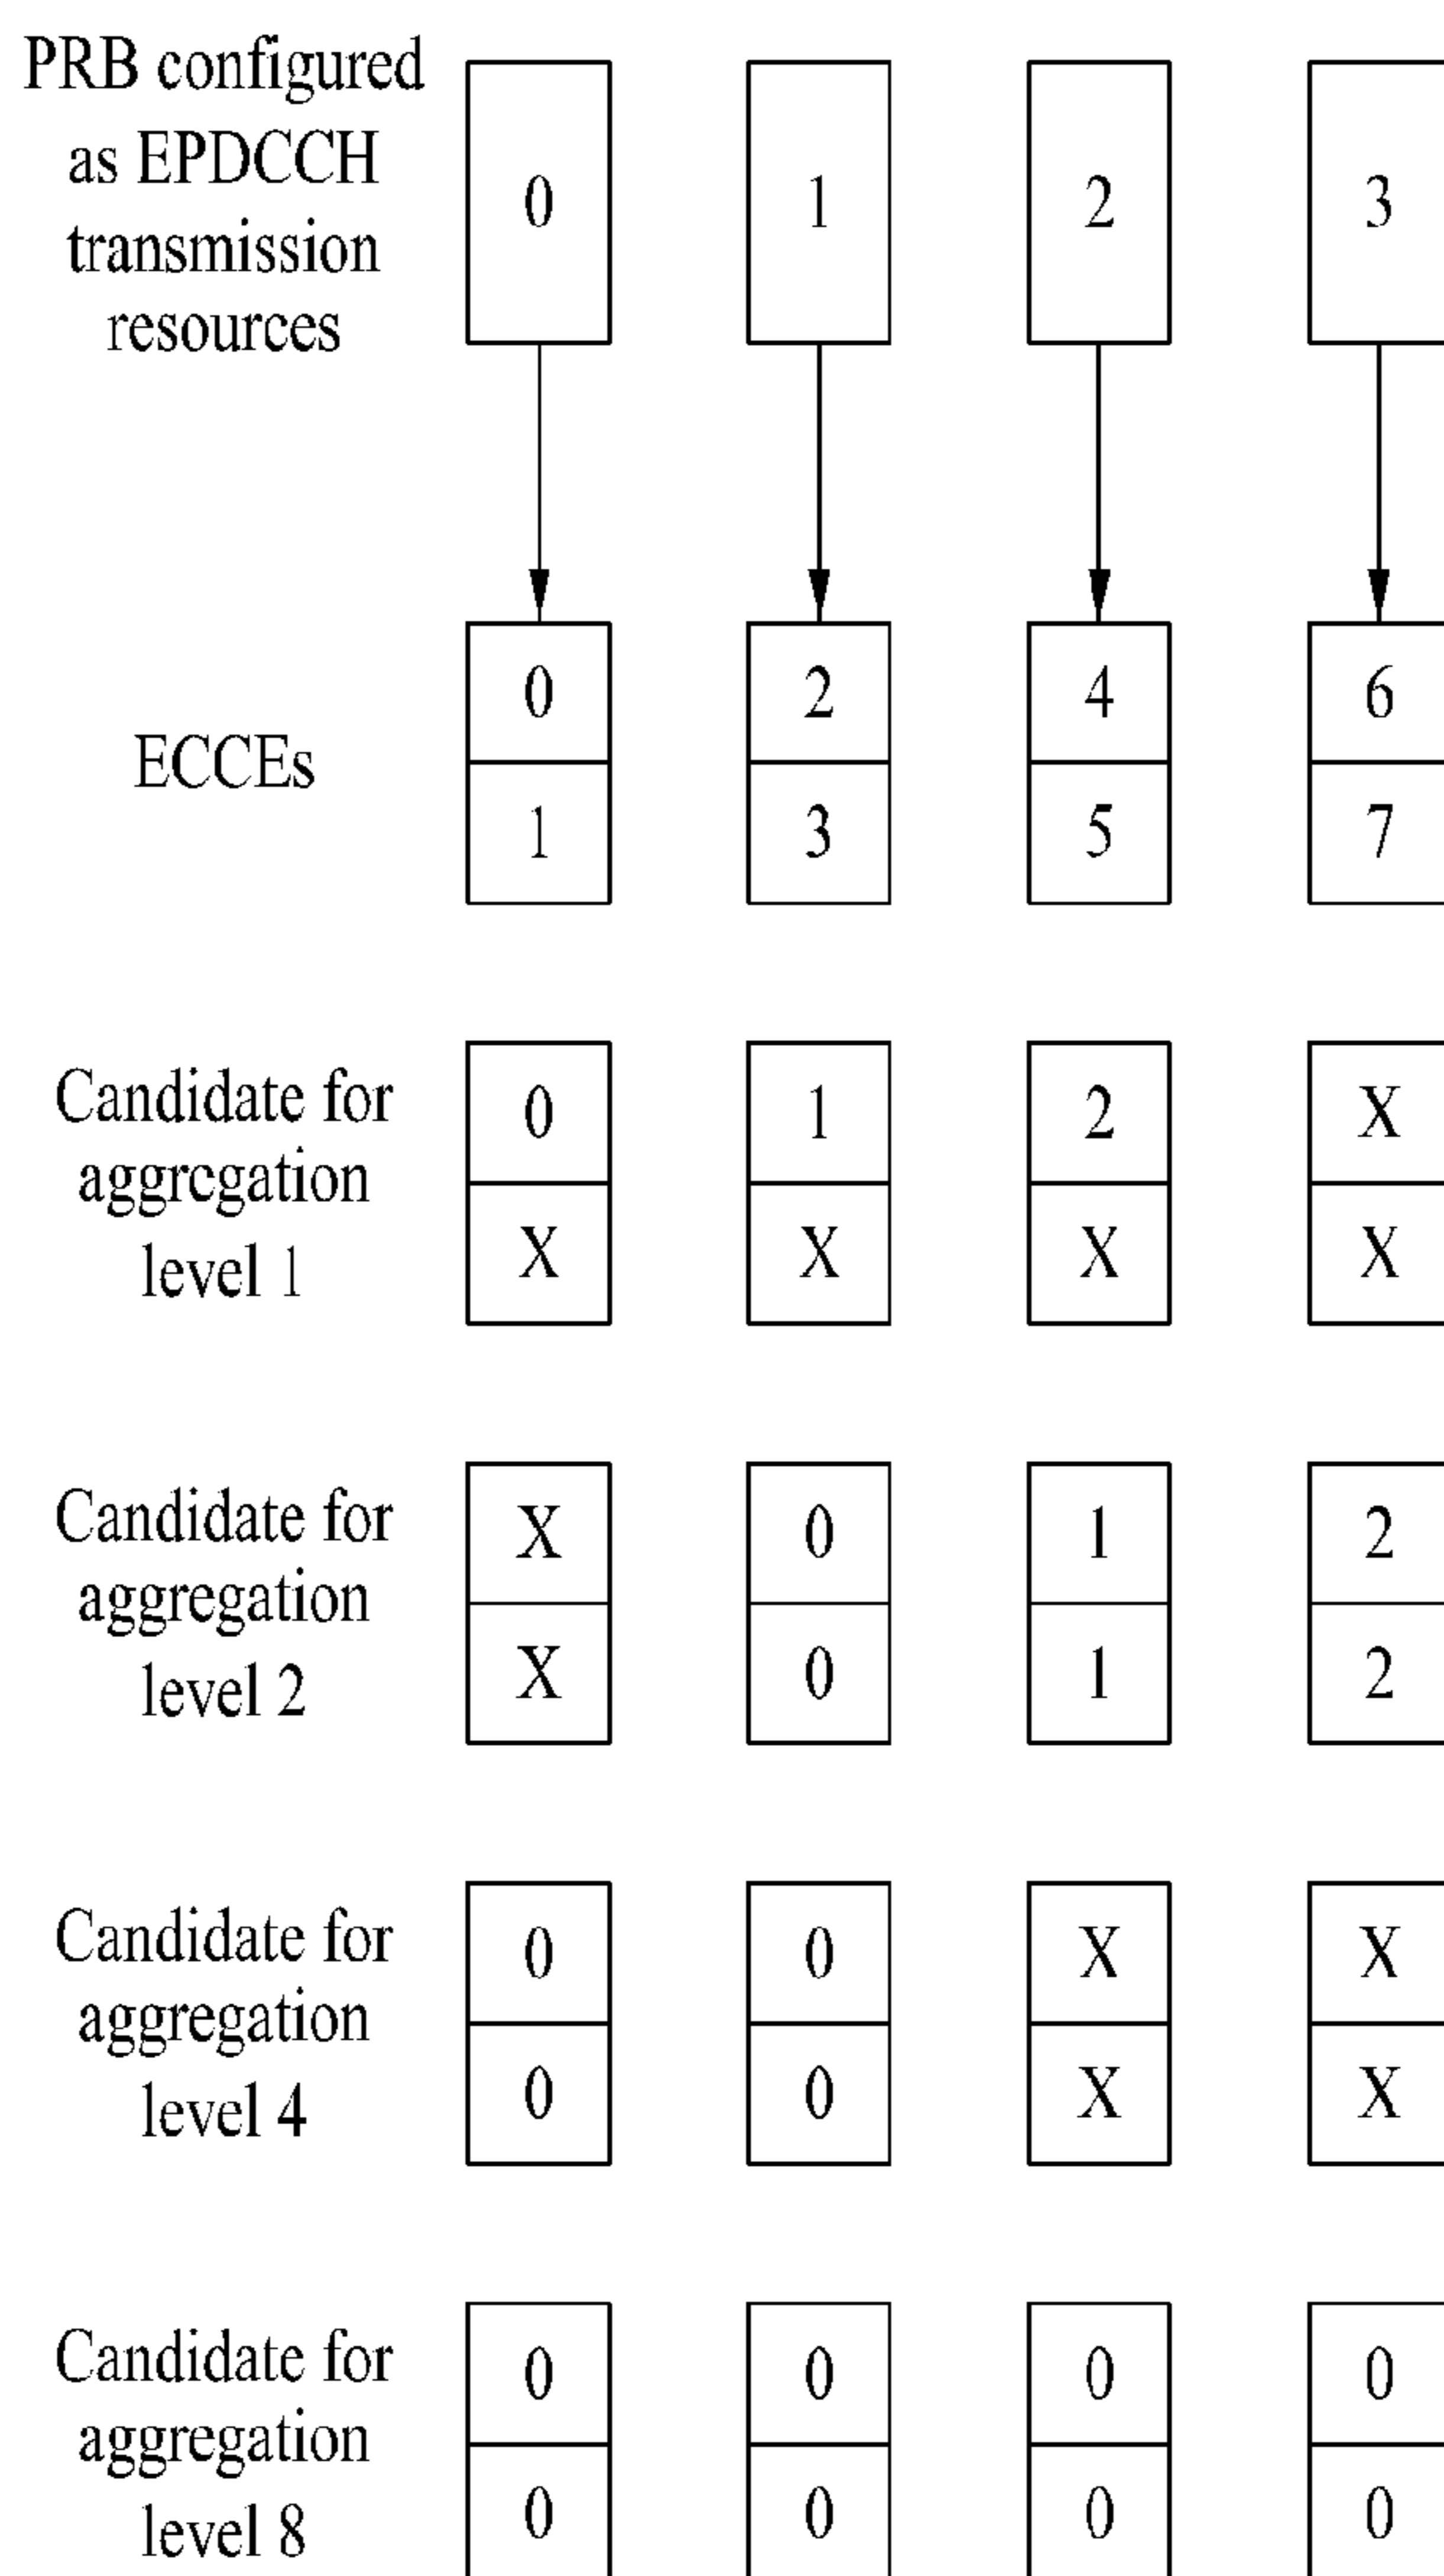 PRB configured
as EPDCCH
transmission
resources
0 1 2 3
ECCEs
0 2 4 6
1 3 5 7
Candidate for
aggregation
level 1
0 1 2 X
X X X X
Candidate for
aggregation
level 2
X 0 1 2
X 0 1 2
Candidate for
aggregation
level 4
0 0 X X
0 0 X X
Candidate for
aggregation
level 8
0 0 0 0
0 0 0 0